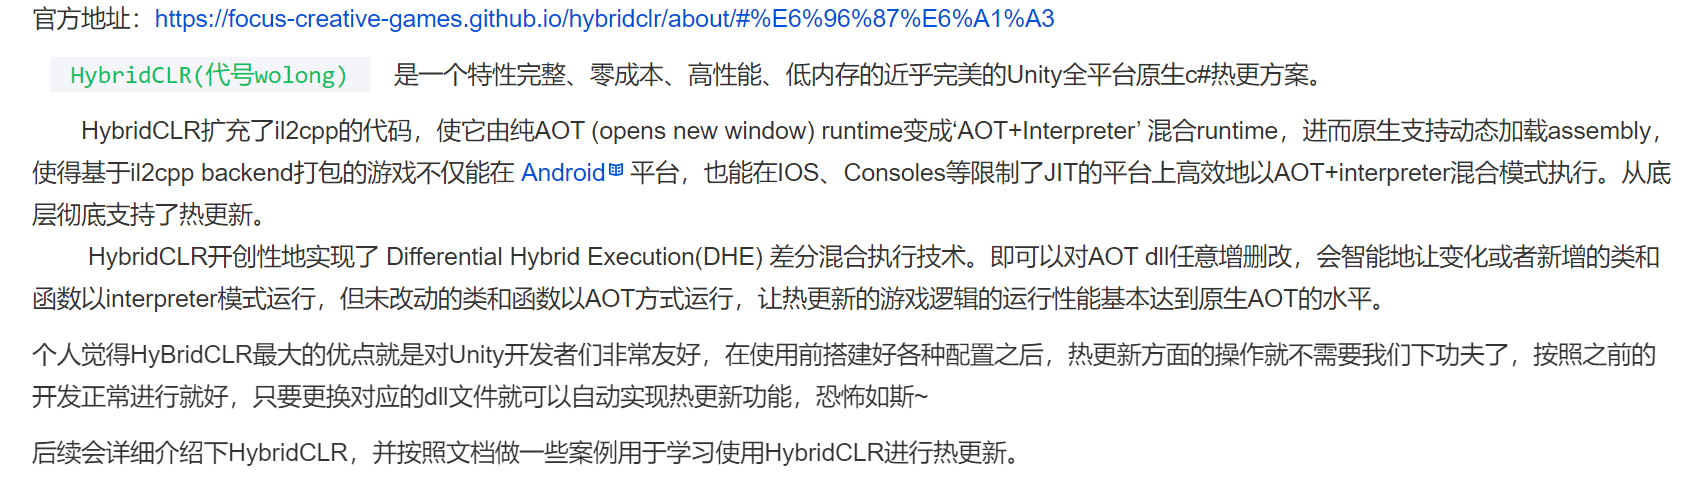 官方地址：https://focus-creative-games.github.io/hybridclr/about/#%E6%96%87%E6%A1%A3
HybridCLR(代号wolong) 是一个特性完整、零成本、高性能、低内存的近乎完美的Unity全平台原生c#热更方案。
HybridCLR扩充了il2cpp的代码，使它由纯AOT (opens new window) runtime变成‘AOT+Interpreter’ 混合runtime，进而原生支持动态加载assembly，
使得基于il2cpp backend打包的游戏不仅能在 Android 平台，也能在IOS、Consoles等限制了JIT的平台上高效地以AOT+interpreter混合模式执行。从底
层彻底支持了热更新。
HybridCLR开创性地实现了 Differential Hybrid Execution(DHE) 差分混合执行技术。即可以对AOT dll任意增删改，会智能地让变化或者新增的类和
函数以interpreter模式运行，但未改动的类和函数以AOT方式运行，让热更新的游戏逻辑的运行性能基本达到原生AOT的水平。
个人觉得HyBridCLR最大的优点就是对Unity开发者们非常友好，在使用前搭建好各种配置之后，热更新方面的操作就不需要我们下功夫了，按照之前的
开发正常进行就好，只要更换对应的dll文件就可以自动实现热更新功能，恐怖如斯~
后续会详细介绍下HybridCLR，并按照文档做一些案例用于学习使用HybridCLR进行热更新。